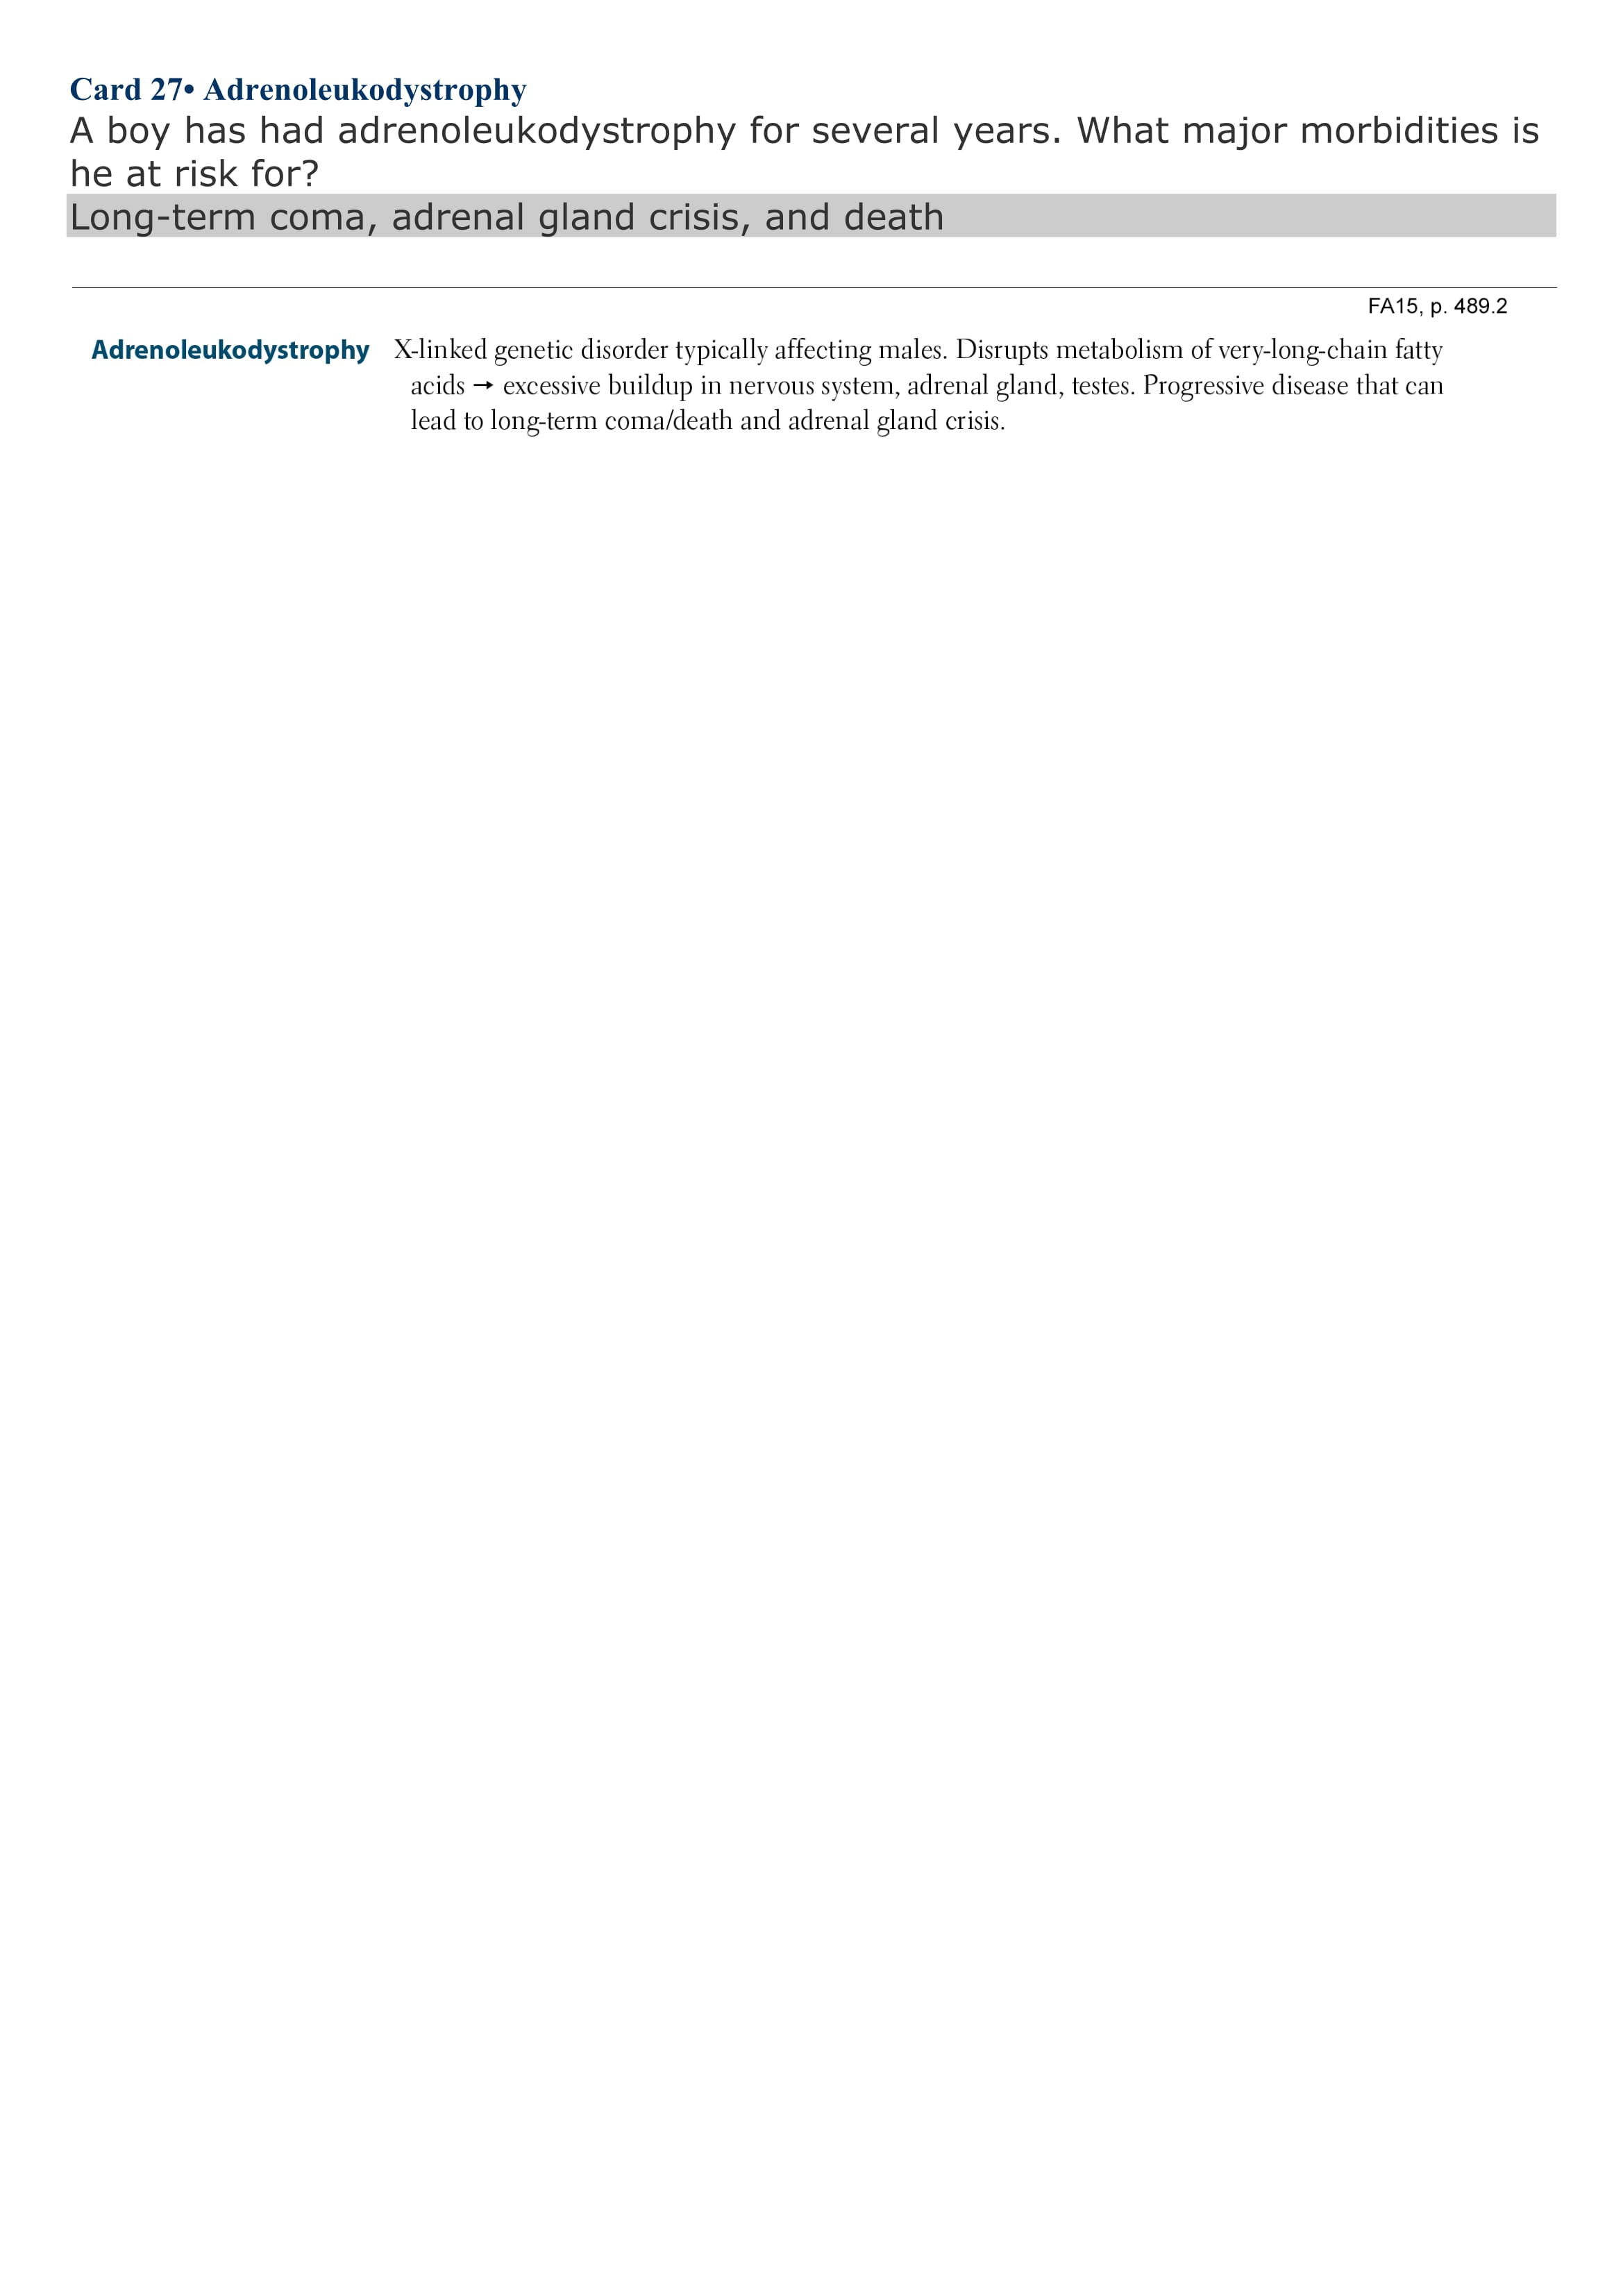 Card 27• Adrenoleukodystrophy
A boy has had adrenoleukodystrophy for several years. What major morbidities is
he at risk for?
Long-term coma, adrenal gland crisis, and death
FA15, p. 489.2
Adrenoleukodystrophy X-linked genetic disorder typically affecting males. Disrupts metabolism of very-long-chain fatty
acids → excessive buildup in nervous system, adrenal gland, testes. Progressive disease that can
lead to long-term coma/death and adrenal gland crisis.